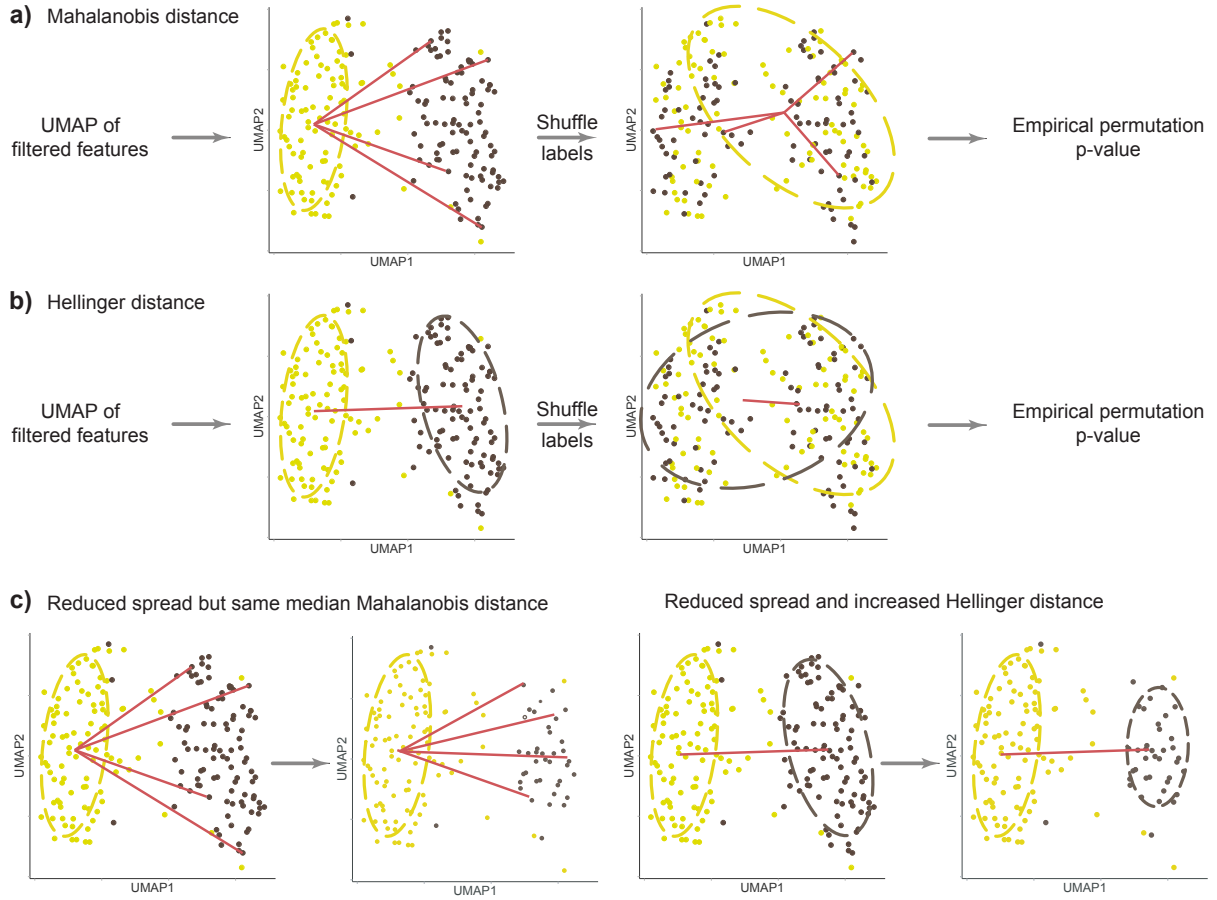 a) Mahalanobis distance
UMAP of
filtered features
UMAP2
UMAP1
Shuffle
labels
UMAP2
UMAP1
Empirical permutation
p-value
b) Hellinger distance
UMAP of
filtered features
UMAP2
UMAP1
Shuffle
labels
UMAP2
UMAP1
Empirical permutation
p-value
c) Reduced spread but same median Mahalanobis distance
UMAP2
UMAP1
UMAP2
UMAP1
Reduced spread and increased Hellinger distance
UMAP2
UMAP1
UMAP2
UMAP1